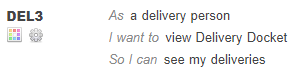 DEL3 As a delivery person
I want to view Delivery Docket
So I can see my deliveries